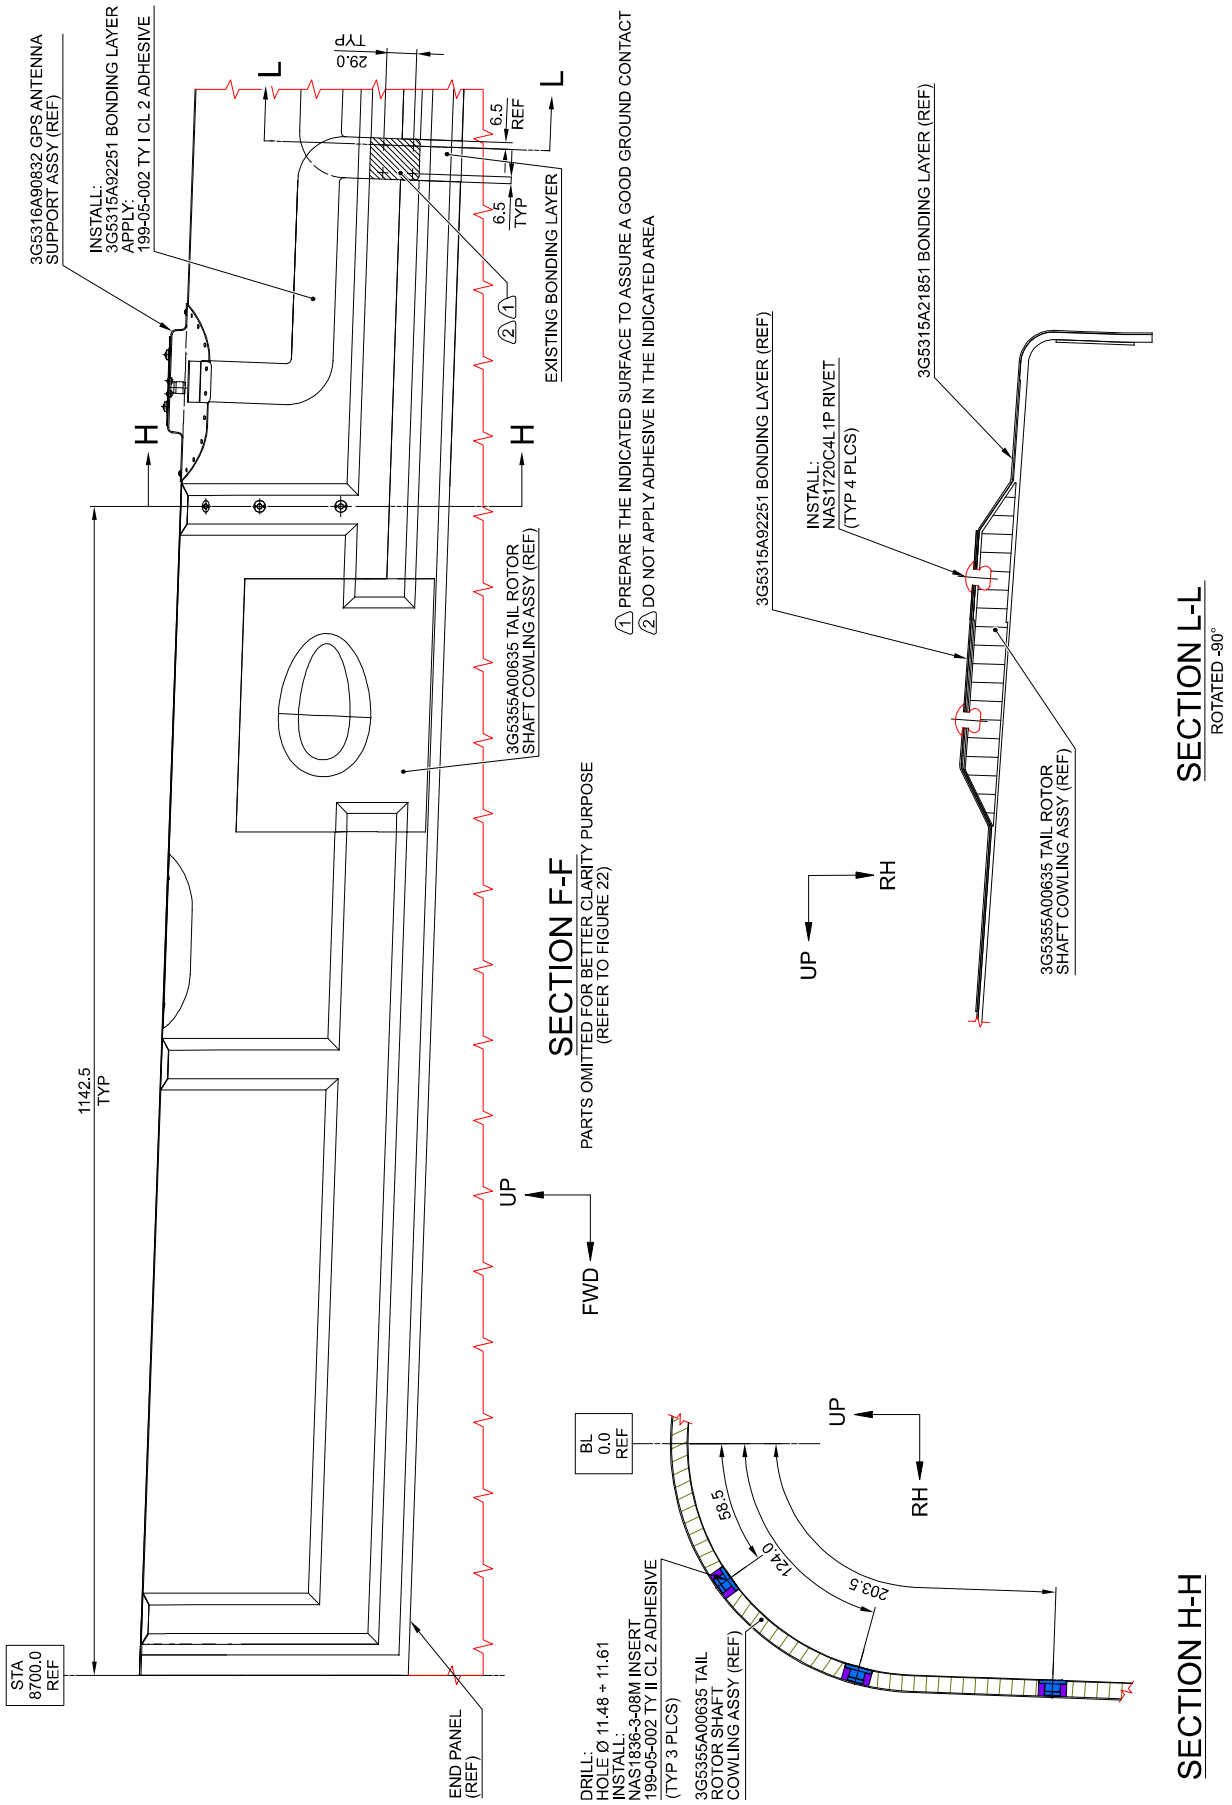 3G5316A90832 GPS ANTENNA
SUPPORT ASSY (REF)
INSTALL:
3G5315A92251 BONDING LAYER
APPLY:
199-05-002 TY I CL 2 ADHESIVE
29.0
TYP
L
L
6.5
REF
6.5
TYP
EXISTING BONDING LAYER
2
1
H
H
1142.5
TYP
STA
8700.0
REF
3G5355A00635 TAIL ROTOR
SHAFT COWLING ASSY (REF)
END PANEL
(REF)
UP
FWD
SECTION F-F
PARTS OMITTED FOR BETTER CLARITY PURPOSE
(REFER TO FIGURE 22)
1 PREPARE THE INDICATED SURFACE TO ASSURE A GOOD GROUND CONTACT
2 DO NOT APPLY ADHESIVE IN THE INDICATED AREA
DRILL:
HOLE Ø 11.48 ÷ 11.61
INSTALL:
NAS1836-3-08M INSERT
199-05-002 TY II CL 2 ADHESIVE
(TYP 3 PLCS)
3G5355A00635 TAIL
ROTOR SHAFT
COWLING ASSY (REF)
BL
0.0
REF
58.5
124.0
203.5
UP
RH
SECTION H-H
3G5315A92251 BONDING LAYER (REF)
INSTALL:
NAS1720C4L1P RIVET
(TYP 4 PLCS)
3G5315A21851 BONDING LAYER (REF)
UP
RH
3G5355A00635 TAIL ROTOR
SHAFT COWLING ASSY (REF)
SECTION L-L
ROTATED -90°